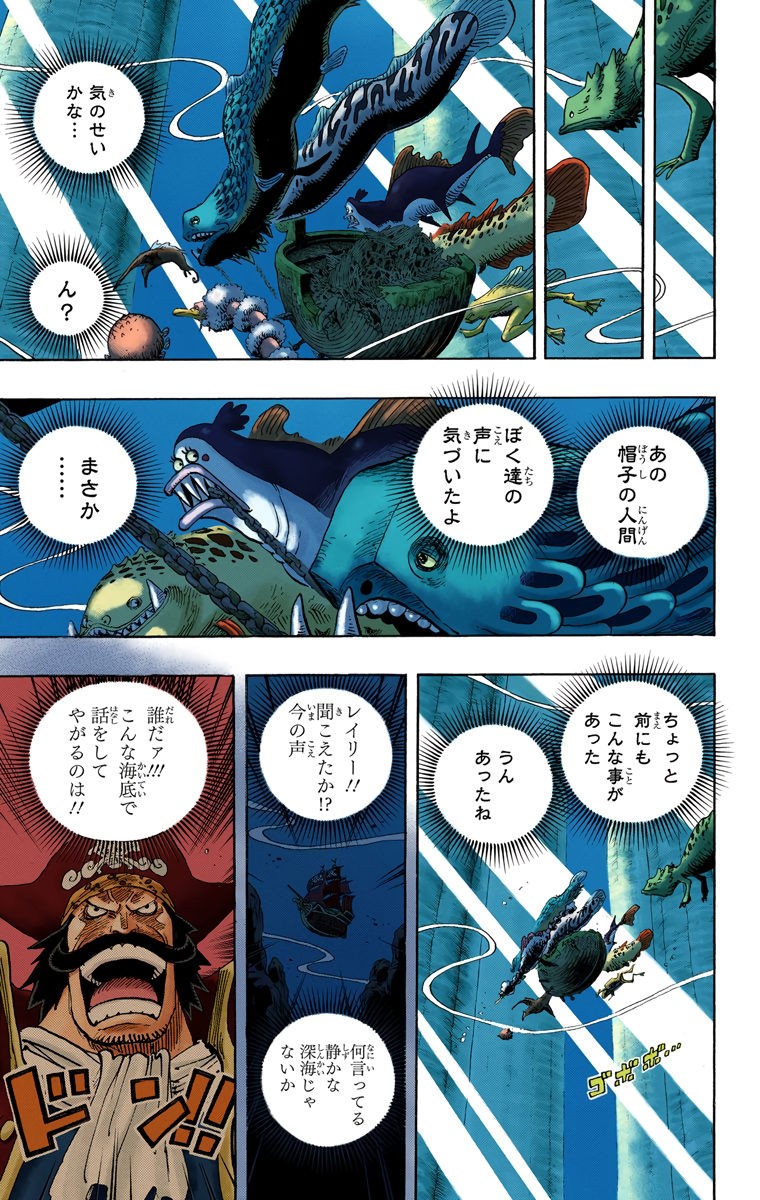 気のせい
かな…
ん？
あの
帽子の人間
ぼく達の
声に
気づいたよ
まさか
……
ちょっと
前にも
こんな事が
あった
うん
あったね
ゴボボ…
レイリー!!
聞こえたか!?
今の声
何言ってる
静かな
深海じゃ
ないか
誰だァ!!!
こんな海底で
話をして
やがるのは!!
ドン!!